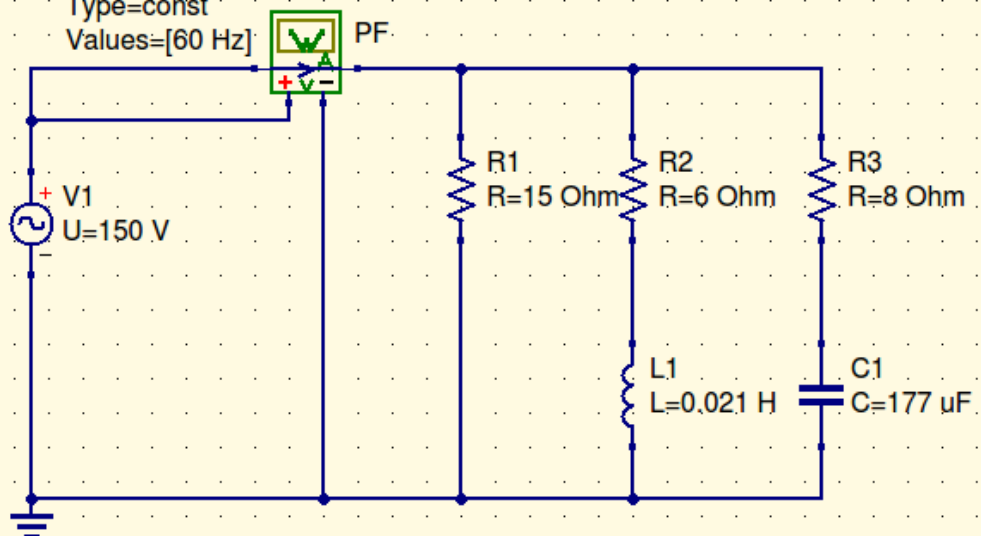 Type=const
Values=[60 Hz]
PF
W
A
+ V −
R1
R=15 Ohm
R2
R=6 Ohm
R3
R=8 Ohm
+
V1
U=150 V
−
L1
L=0.021 H
C1
C=177 uF